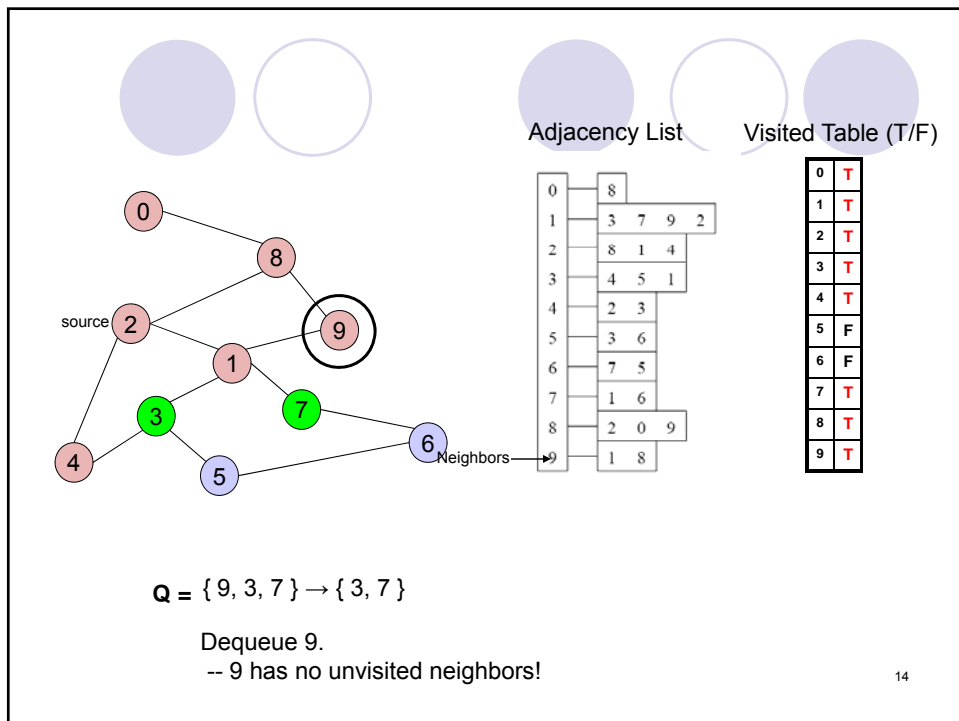 Adjacency List
Visited Table (T/F)
0
8
2
source
9
1
3
7
4
5
6
Neighbors
0 8
1 3 7 9 2
2 8 1 4
3 4 5 1
4 2 3
5 3 6
6 7 5
7 1 6
8 2 0 9
9 1 8
0 T
1 T
2 T
3 T
4 T
5 F
6 F
7 T
8 T
9 T
Q = { 9, 3, 7 } → { 3, 7 }
Dequeue 9.
-- 9 has no unvisited neighbors!
14